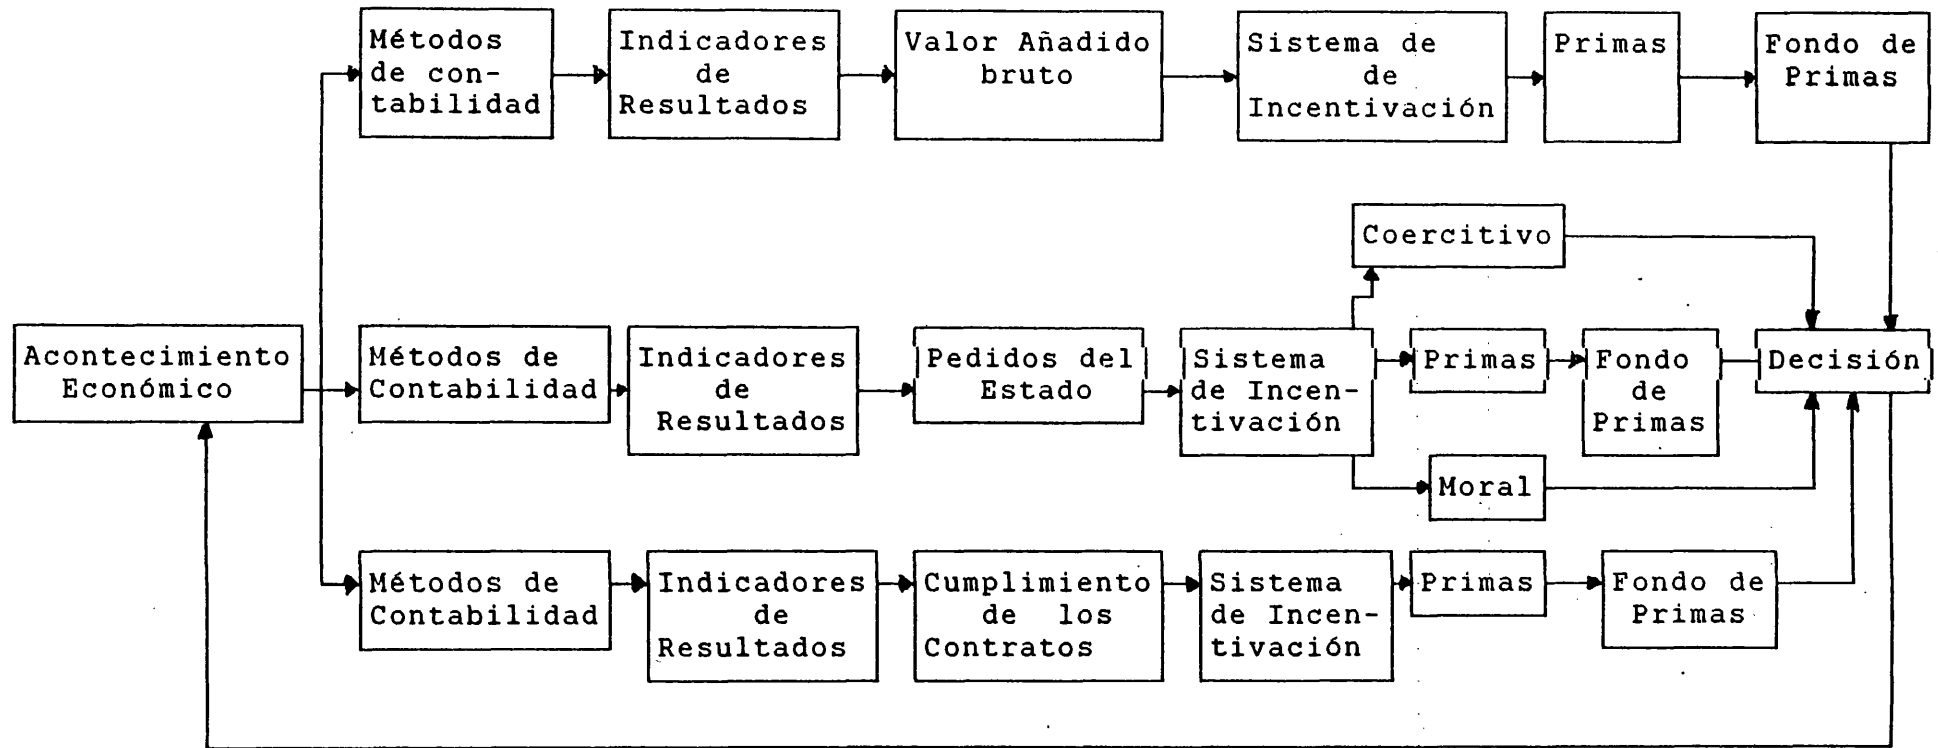 Métodos
de con-
tabilidad
Indicadores
de
Resultados
Valor Añadido
bruto
Sistema de
de
Incentivación
Primas
Fondo de
Primas
Coercitivo
Acontecimiento
Económico
Métodos de
Contabilidad
Indicadores
de
Resultados
Pedidos del
Estado
Sistema
de Incen-
tivación
Primas
Fondo
de
Primas
Decisión
Moral
Métodos de
Contabilidad
Indicadores
de
Resultados
Cumplimiento
de los
Contratos
Sistema
de Incen-
tivación
Primas
Fondo de
Primas